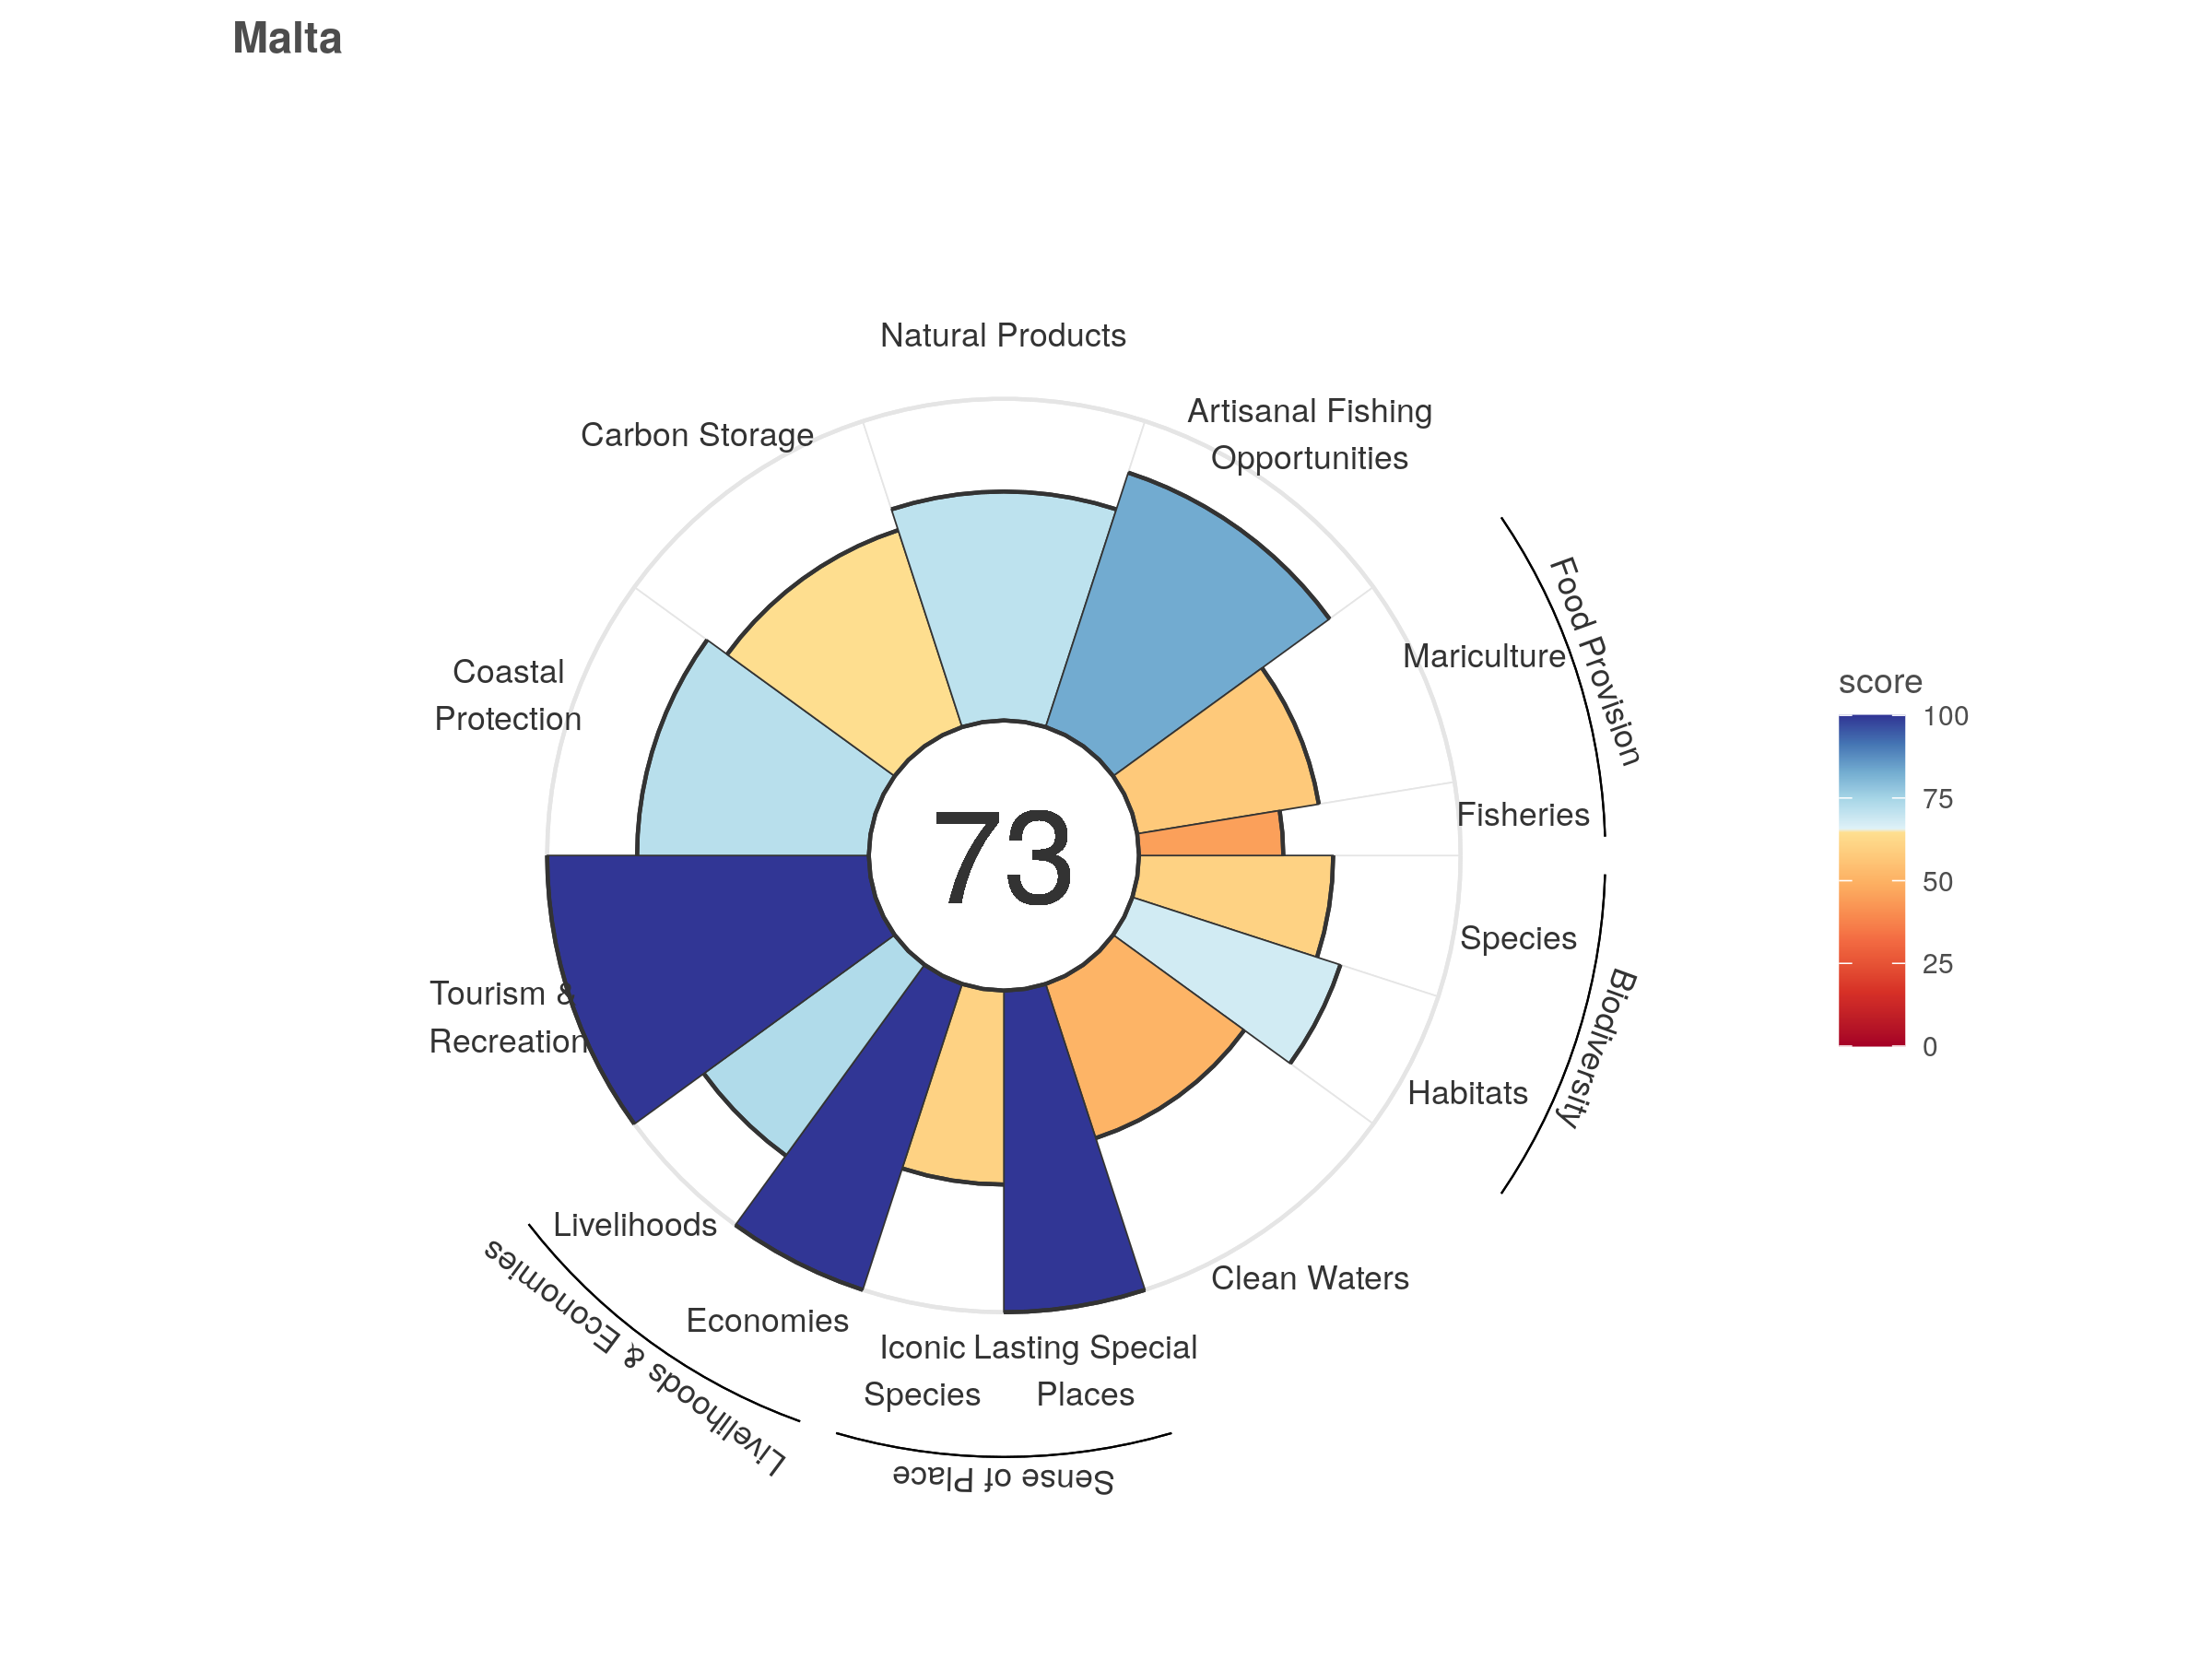 Malta
Natural Products
Artisanal Fishing
Opportunities
Carbon Storage
Food Provision
Mariculture
Coastal
Protection
Fisheries
73
Species
Biodiversity
Habitats
Tourism &
Recreation
Livelihoods
Livelihoods & Economies
Economies
Clean Waters
Iconic
Species
Lasting Special
Places
Sense of Place
score
100
75
50
25
0